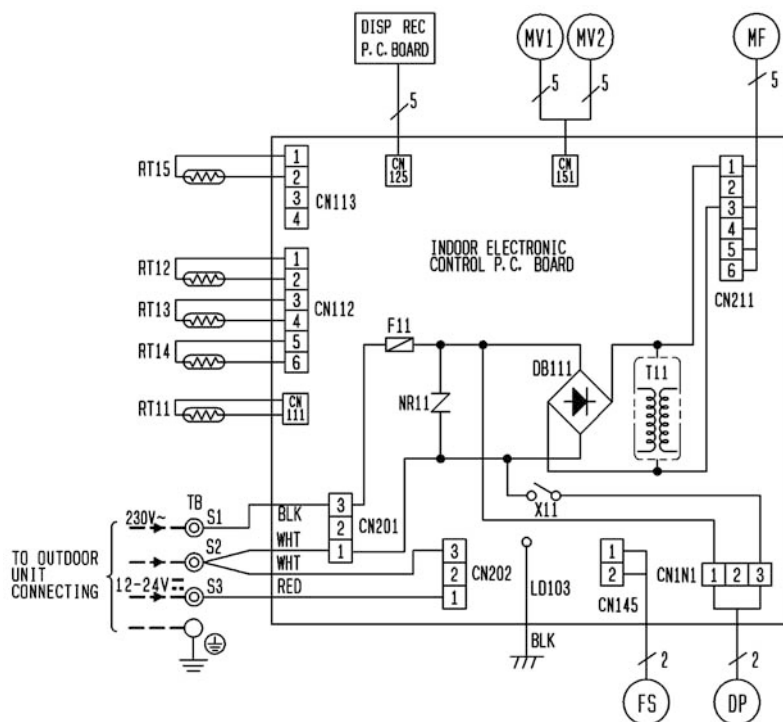 DISP REC
P.C.BOARD
MV1
MV2
MF
5
5
5
5
RT15
1
2
3
4
CN113
CN
125
CN
151
1
2
3
4
5
6
CN211
INDOOR ELECTRONIC
CONTROL P.C. BOARD
RT12
RT13
RT14
1
2
3
4
5
6
CN112
F11
DB111
T11
NR11
RT11
CN
111
X11
230V~
TB
S1
BLK
3
2
1
CN201
S2
WHT
WHT
TO OUTDOOR
UNIT
CONNECTING
12-24V
S3
RED
3
2
1
CN202
LD103
BLK
1
2
CN145
CN1N1
1
2
3
2
2
FS
DP